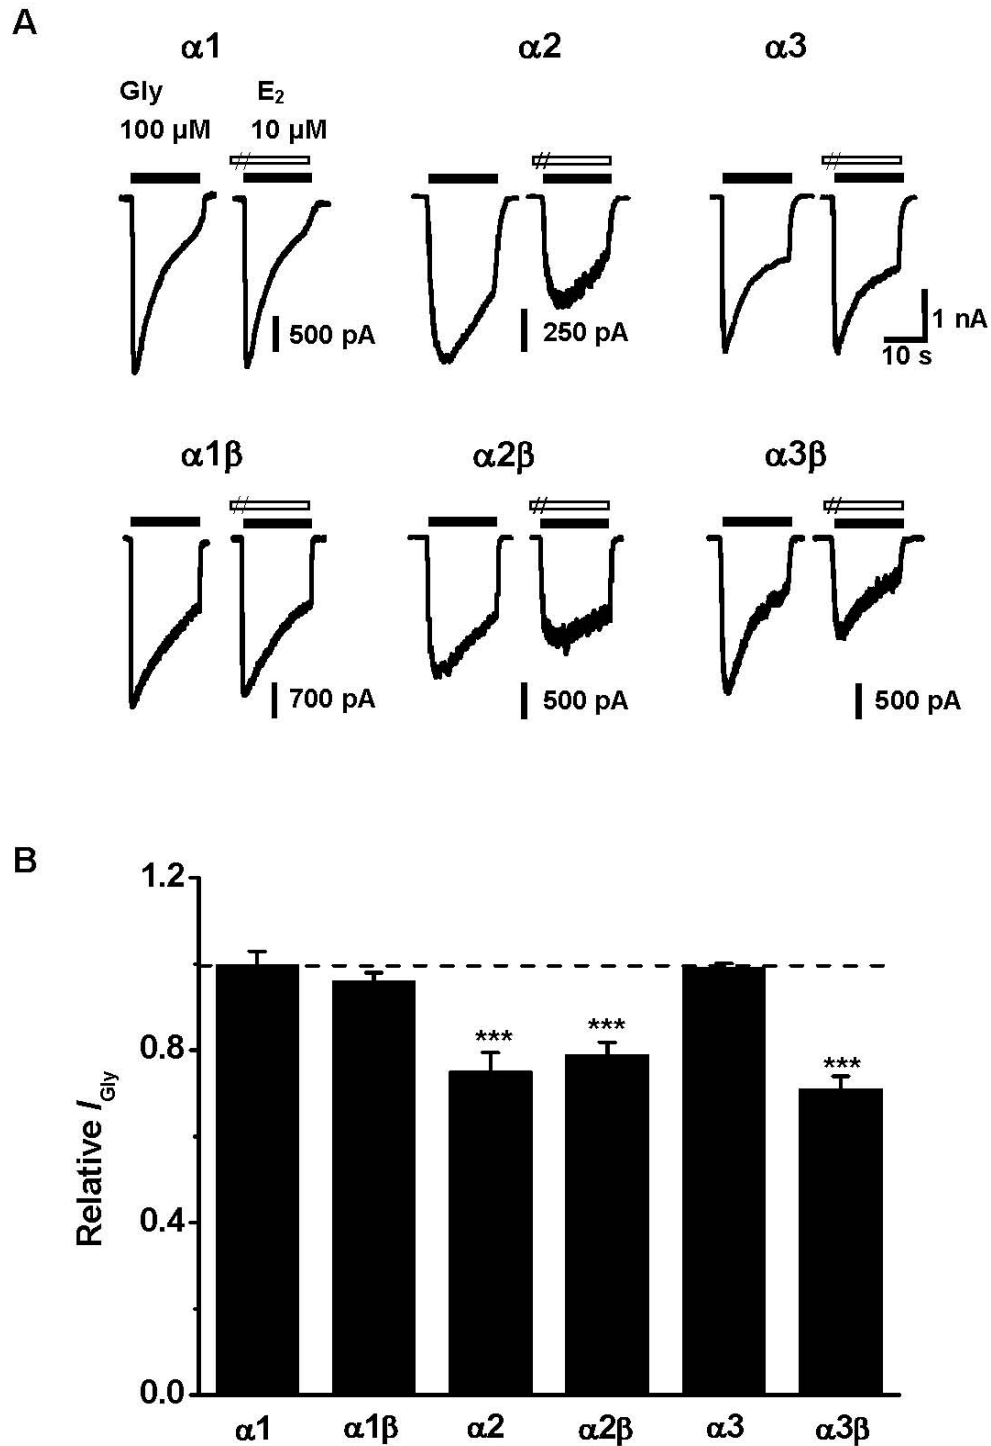 A
α1 α2 α3
Gly E₂
100 μM 10 μM
500 pA 250 pA 1 nA
10 s
α1β α2β α3β
700 pA 500 pA 500 pA
B
1.2
0.8
0.4
0.0
Relative I Gly
*** *** ***
α1 α1β α2 α2β α3 α3β